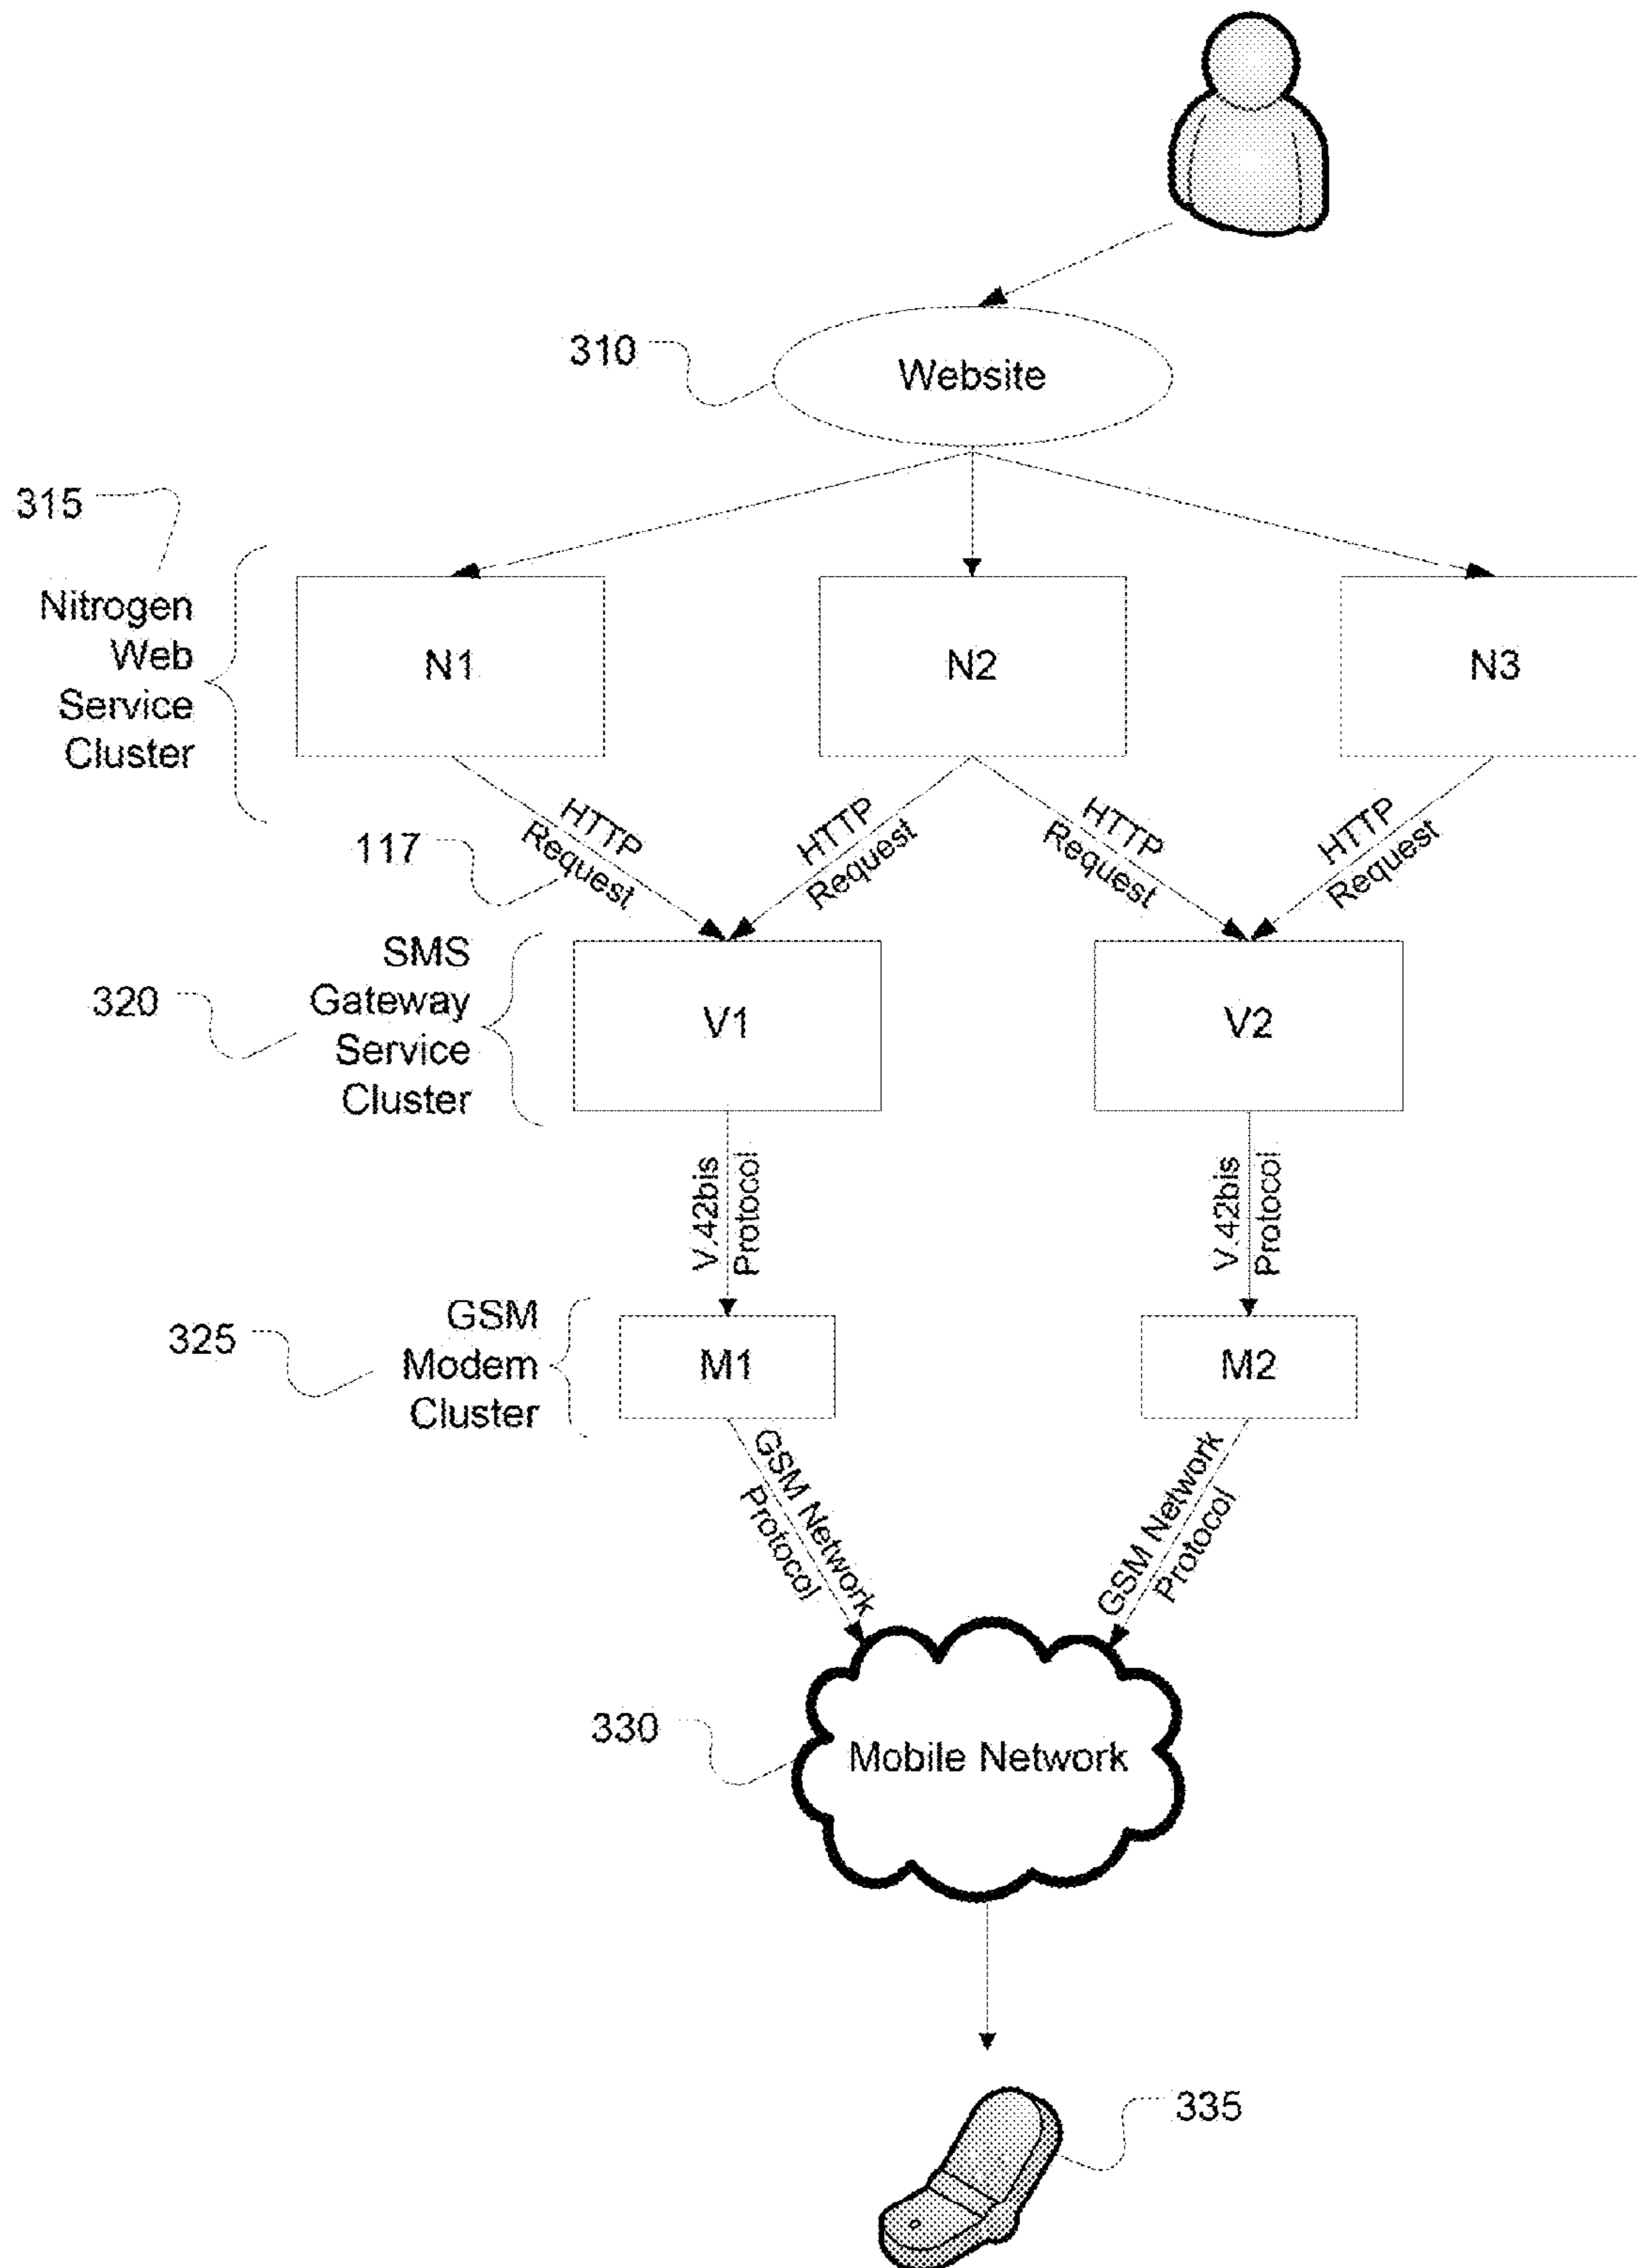 310
Website
315
Nitrogen
Web
Service
Cluster
N1
N2
N3
117
HTTP
Request
HTTP
Request
HTTP
Request
HTTP
Request
320
SMS
Gateway
Service
Cluster
V1
V2
V.42bis
Protocol
V.42bis
Protocol
325
GSM
Modem
Cluster
M1
M2
GSM Network
Protocol
GSM Network
Protocol
330
Mobile Network
335